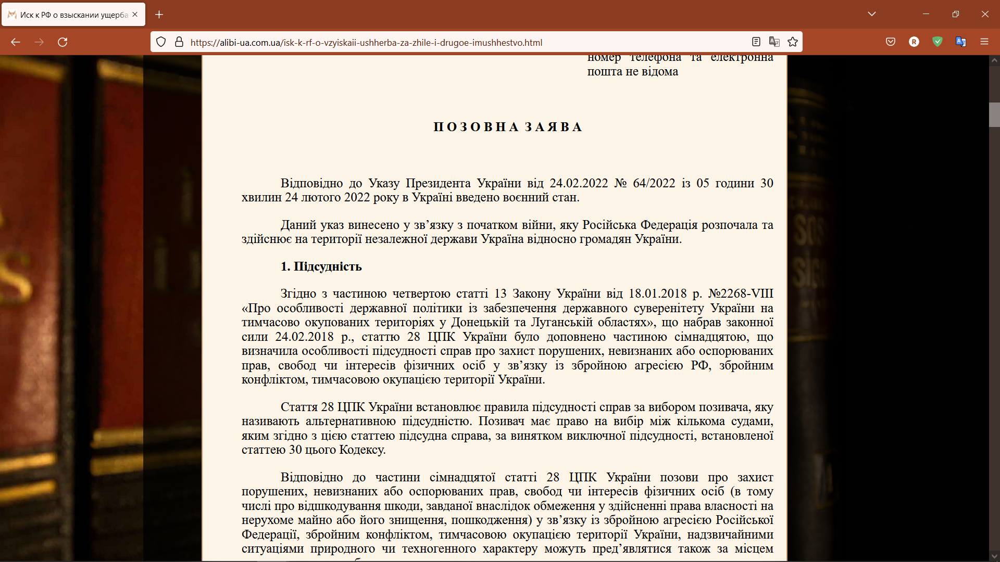 Иск к РФ о взыскании ущерба
https://alibi-ua.com.ua/isk-k-rf-o-vzyiskaii-ushherba-za-zhile-i-drugoe-imushhestvo.html
номер телефона та електронна
пошта не відома
П О З О В Н А З А Я В А
Відповідно до Указу Президента України від 24.02.2022 № 64/2022 із 05 години 30
хвилин 24 лютого 2022 року в Україні введено воєнний стан.
Даний указ винесено у зв’язку з початком війни, яку Російська Федерація розпочала та
здійснює на території незалежної держави Україна відносно громадян України.
1. Підсудність
Згідно з частиною четвертою статті 13 Закону України від 18.01.2018 р. №2268-VIII
«Про особливості державної політики із забезпечення державного суверенітету України на
тимчасово окупованих територіях у Донецькій та Луганській областях», що набрав законної
сили 24.02.2018 р., статтю 28 ЦПК України було доповнено частиною сімнадцятою, що
визначила особливості підсудності справ про захист порушених, невизнаних або оспорюваних
прав, свобод чи інтересів фізичних осіб у зв’язку із збройною агресією РФ, збройним
конфліктом, тимчасовою окупацією території України.
Стаття 28 ЦПК України встановлює правила підсудності справ за вибором позивача, яку
називають альтернативною підсудністю. Позивач має право на вибір між кількома судами,
яким згідно з цією статтею підсудна справа, за винятком виключної підсудності, встановленої
статтею 30 цього Кодексу.
Відповідно до частини сімнадцятої статті 28 ЦПК України позови про захист
порушених, невизнаних або оспорюваних прав, свобод чи інтересів фізичних осіб (в тому
числі про відшкодування шкоди, завданої внаслідок обмеження у здійсненні права власності на
нерухоме майно або його знищення, пошкодження) у зв’язку із збройною агресією Російської
Федерації, збройним конфліктом, тимчасовою окупацією території України, надзвичайними
ситуаціями природного чи техногенного характеру можуть пред’являтися також за місцем